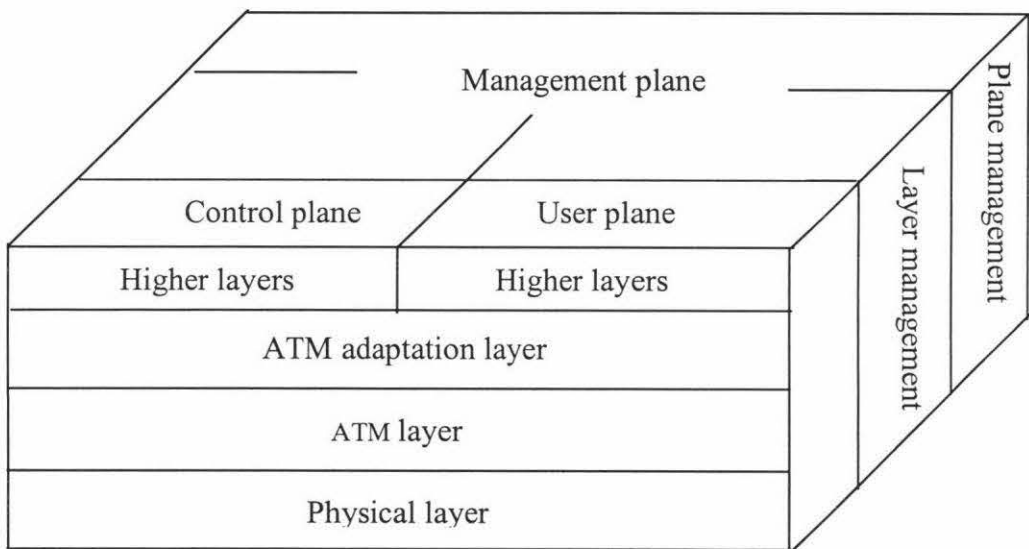 Management plane
Plane management
Layer management
Control plane
User plane
Higher layers
Higher layers
ATM adaptation layer
ATM layer
Physical layer